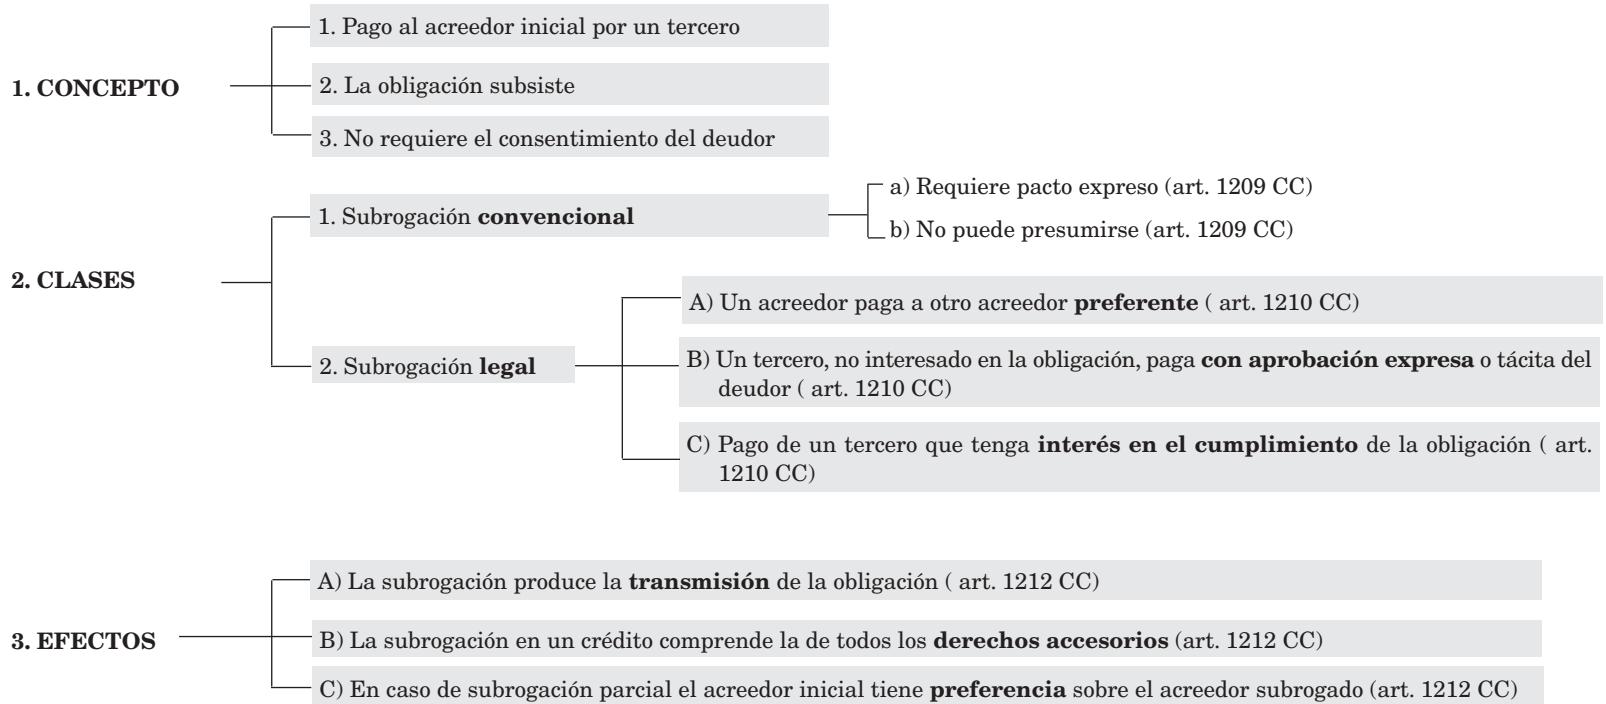 1. CONCEPTO
1. Pago al acreedor inicial por un tercero
2. La obligación subsiste
3. No requiere el consentimiento del deudor
2. CLASES
1. Subrogación convencional
a) Requiere pacto expreso (art. 1209 CC)
b) No puede presumirse (art. 1209 CC)
2. Subrogación legal
A) Un acreedor paga a otro acreedor preferente ( art. 1210 CC)
B) Un tercero, no interesado en la obligación, paga con aprobación expresa o tácita del
deudor ( art. 1210 CC)
C) Pago de un tercero que tenga interés en el cumplimiento de la obligación ( art.
1210 CC)
3. EFECTOS
A) La subrogación produce la transmisión de la obligación ( art. 1212 CC)
B) La subrogación en un crédito comprende la de todos los derechos accesorios (art. 1212 CC)
C) En caso de subrogación parcial el acreedor inicial tiene preferencia sobre el acreedor subrogado (art. 1212 CC)